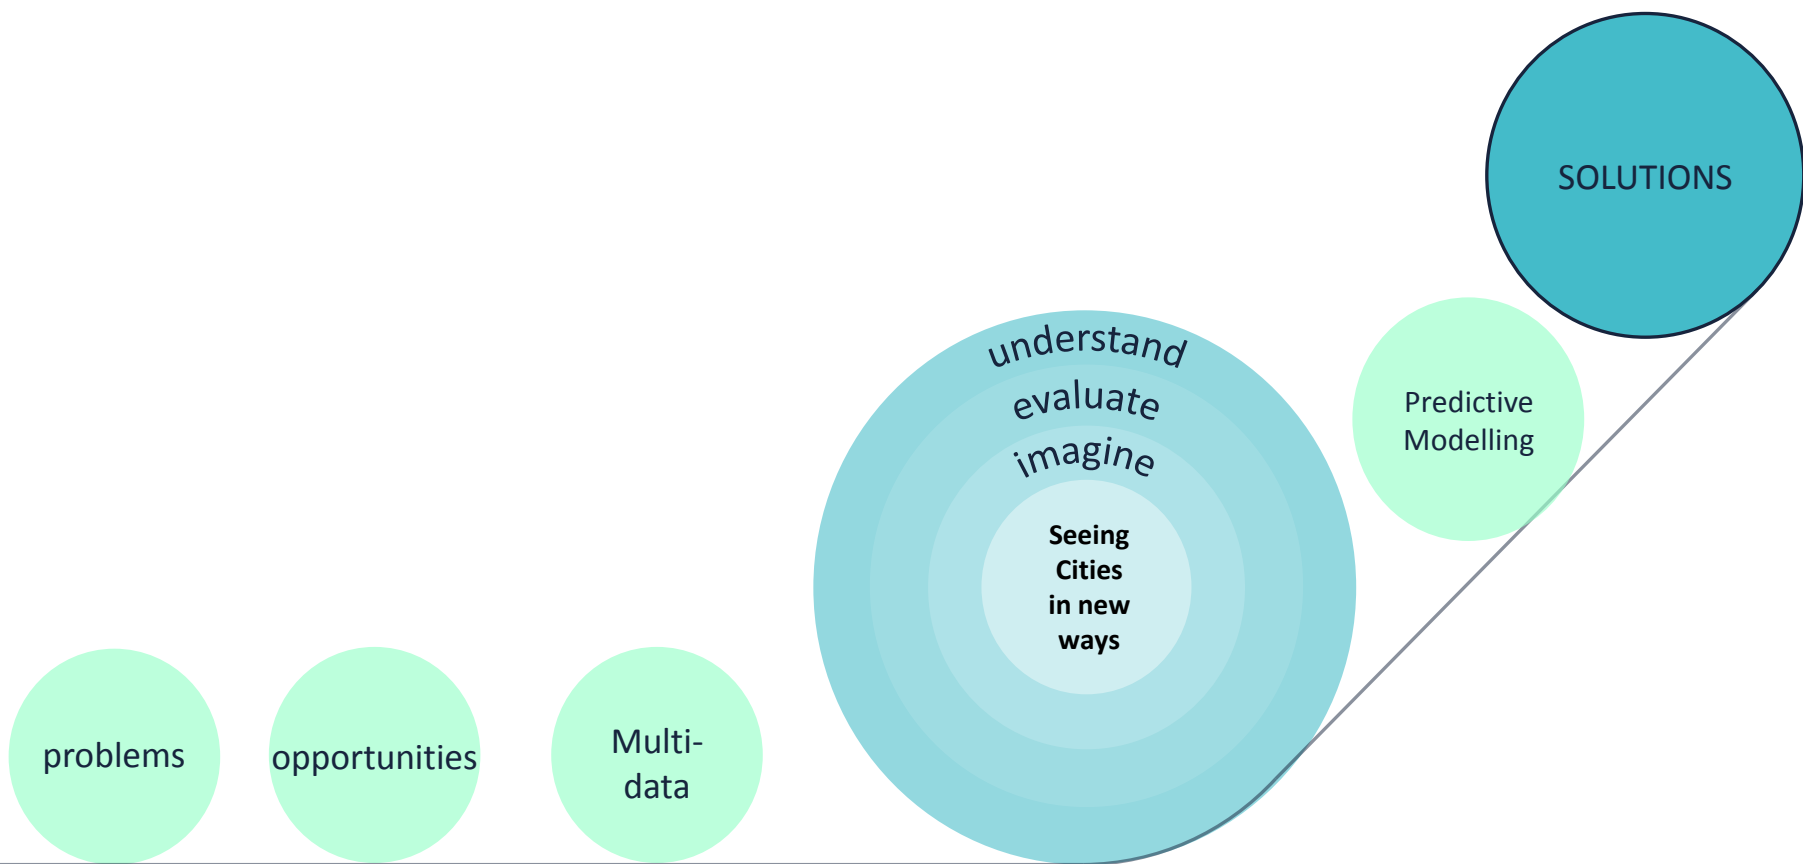 problems
opportunities
Multi-
data
understand
evaluate
imagine
Seeing
Cities
in new
ways
Predictive
Modelling
SOLUTIONS